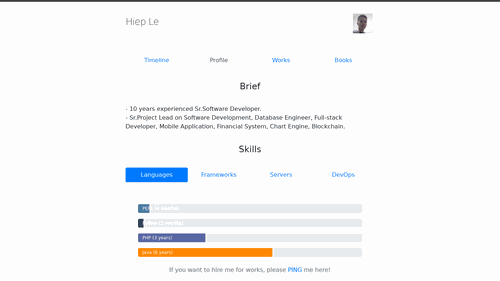 Hiep Le
Timeline
Profile
Works
Books
Brief
- 10 years experienced Sr.Software Developer.
- Sr.Project Lead on Software Development, Database Engineer, Full-stack
Developer, Mobile Application, Financial System, Chart Engine, Blockchain.
Skills
Languages
Frameworks
Servers
DevOps
PHP (3 years)
Java (6 years)
If you want to hire me for works, please PING me here!